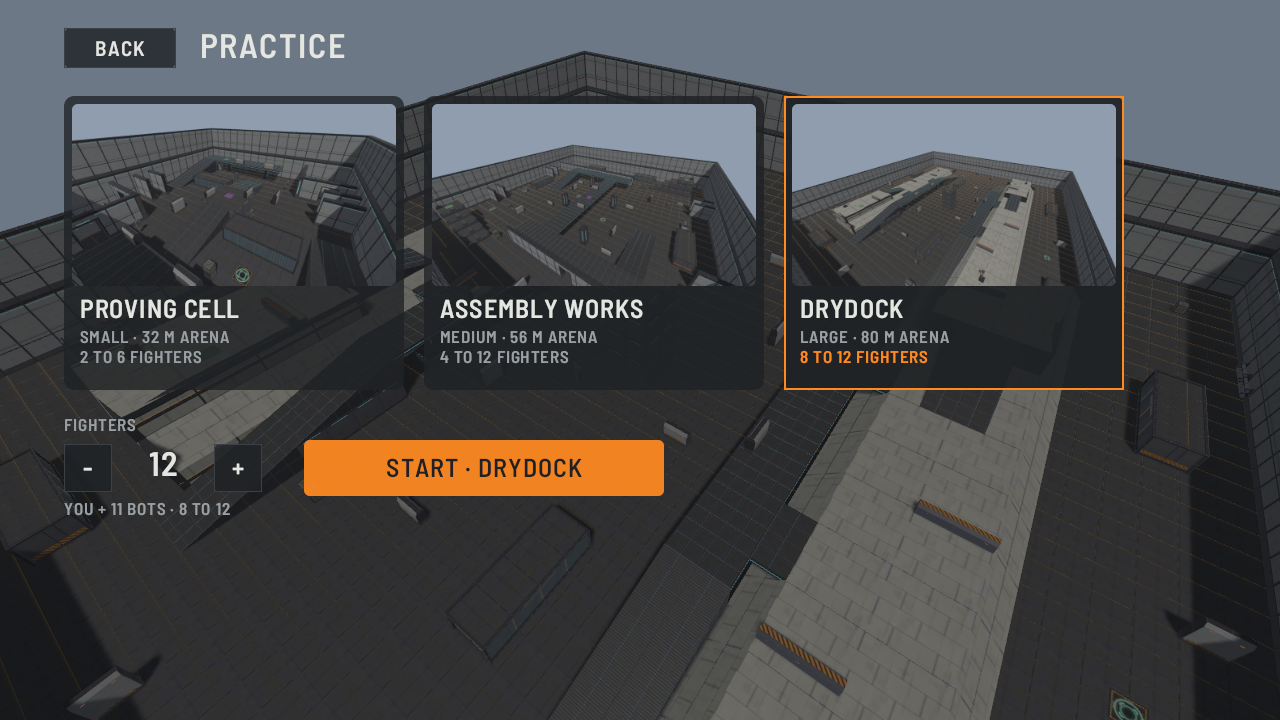 BACK
PRACTICE
PROVING CELL
SMALL · 32 M ARENA
2 TO 6 FIGHTERS
ASSEMBLY WORKS
MEDIUM · 56 M ARENA
4 TO 12 FIGHTERS
DRYDOCK
LARGE · 80 M ARENA
8 TO 12 FIGHTERS
FIGHTERS
- 12 +
START · DRYDOCK
YOU + 11 BOTS · 8 TO 12